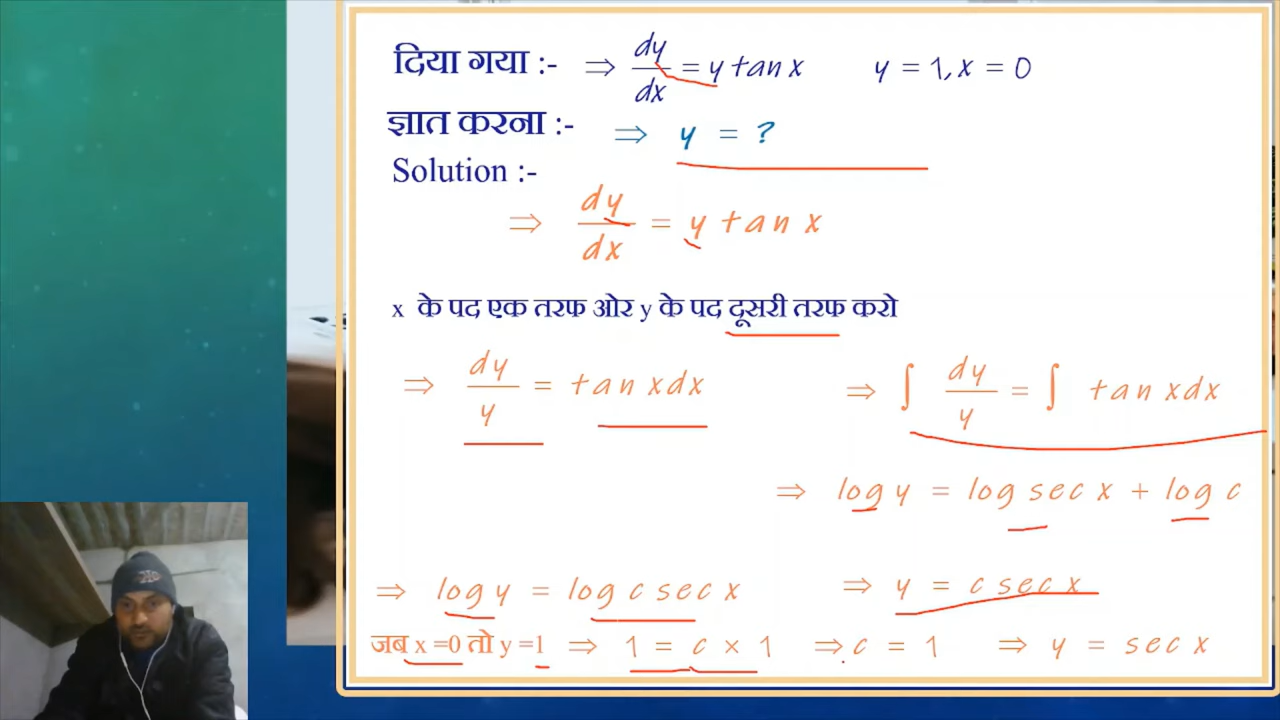 दिया गया :- ⇒ dy/dx = y tan x y = 1, x = 0
ज्ञात करना :- ⇒ y = ?
Solution :-
⇒ dy/dx = y tan x
x के पद एक तरफ ओर y के पद दूसरी तरफ करो
⇒ dy/y = tan xdx ⇒ ∫ dy/y = ∫ tan xdx
⇒ log y = log sec x + log c
⇒ log y = log c sec x ⇒ y = c sec x
जब x =0 तो y =1 ⇒ 1 = c × 1 ⇒ c = 1 ⇒ y = sec x